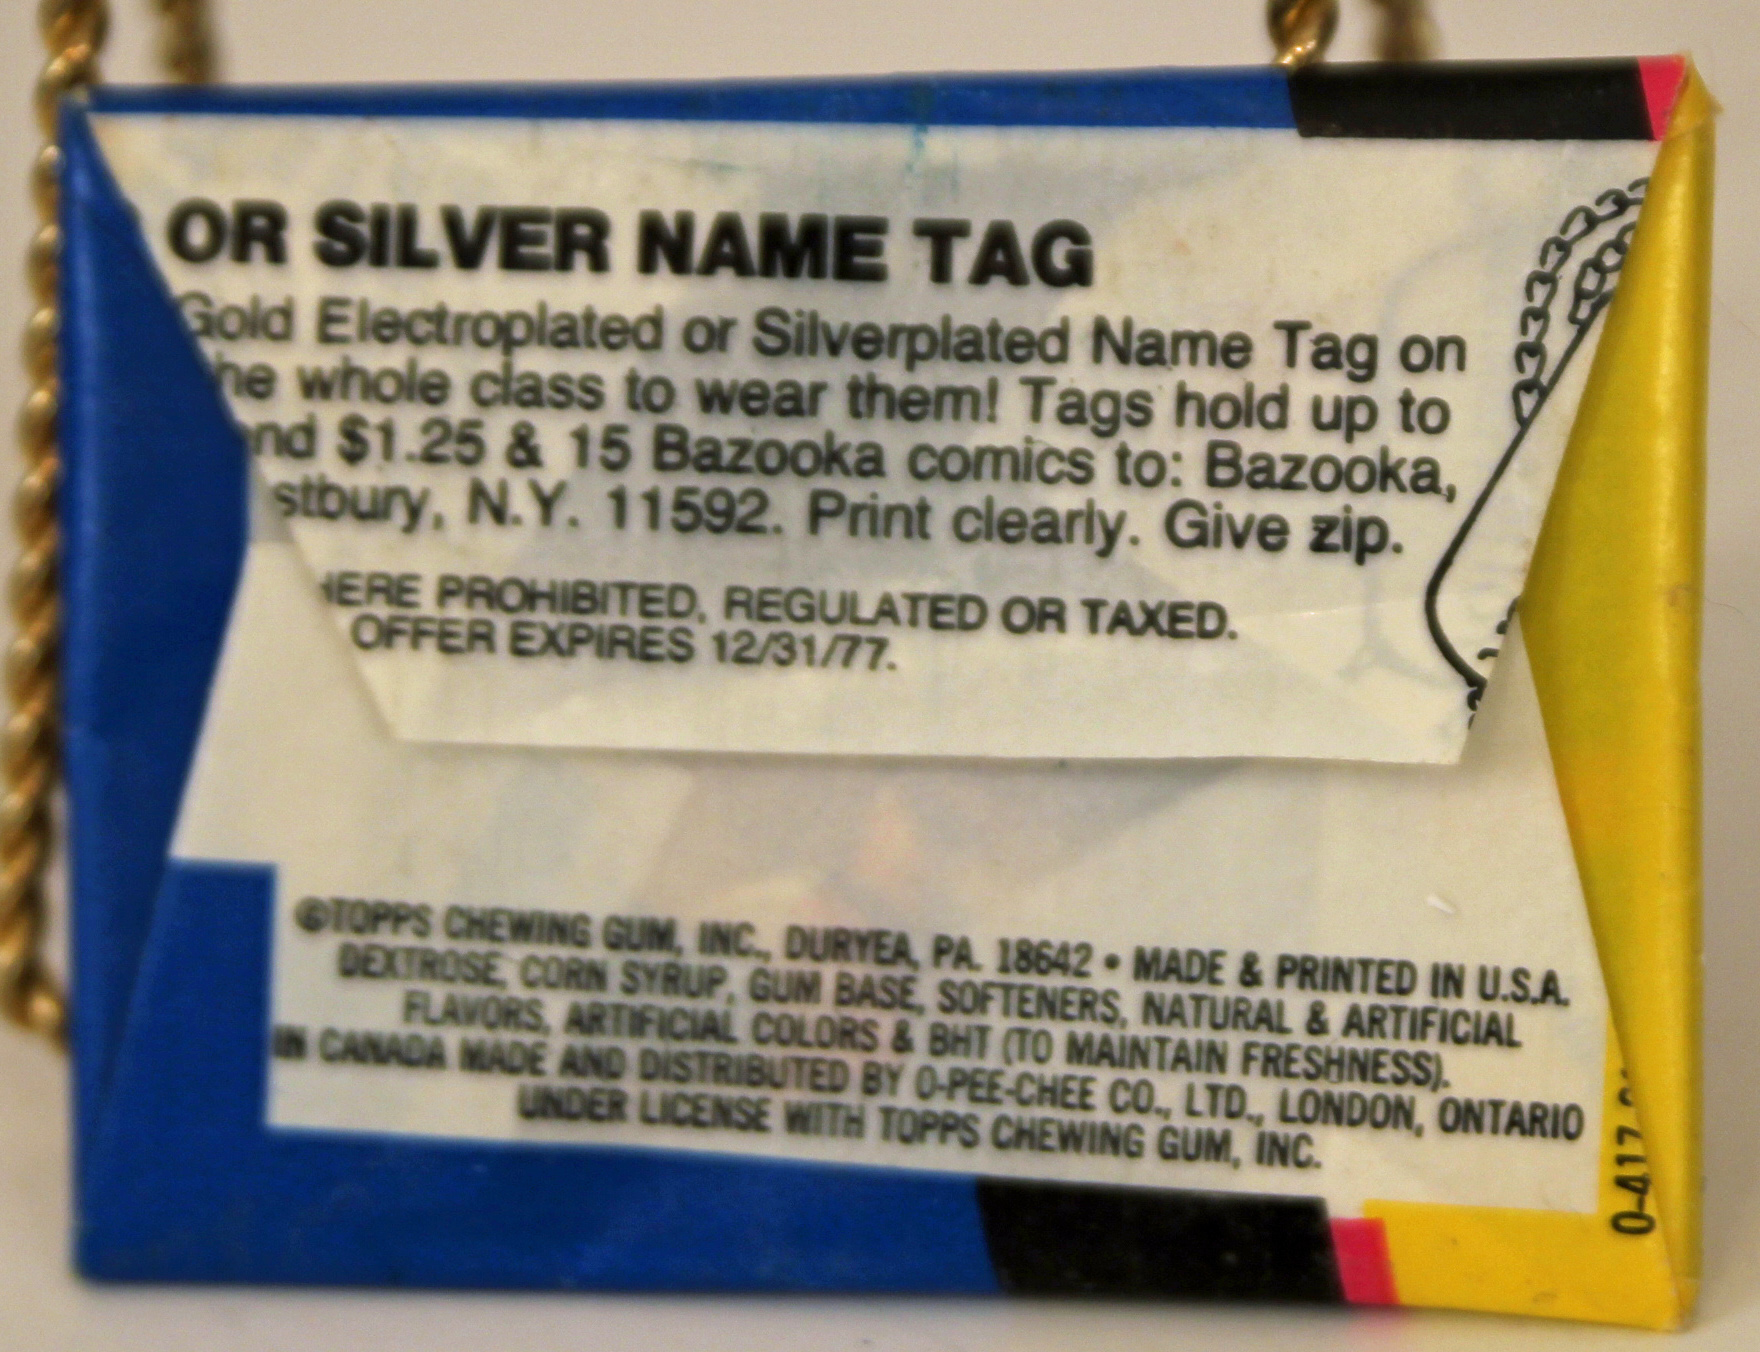 OR SILVER NAME TAG
Gold Electroplated or Silverplated Name Tag on
he whole class to wear them! Tags hold up to
nd $1.25 & 15 Bazooka comics to: Bazooka,
stbury, N.Y. 11592. Print clearly. Give zip.
HERE PROHIBITED, REGULATED OR TAXED.
OFFER EXPIRES 12/31/77.
©TOPPS CHEWING GUM, INC., DURYEA, PA. 18642 • MADE & PRINTED IN U.S.A.
DEXTROSE, CORN SYRUP, GUM BASE, SOFTENERS, NATURAL & ARTIFICIAL
FLAVORS, ARTIFICIAL COLORS & BHT (TO MAINTAIN FRESHNESS).
IN CANADA MADE AND DISTRIBUTED BY O-PEE-CHEE CO., LTD., LONDON, ONTARIO
UNDER LICENSE WITH TOPPS CHEWING GUM, INC.